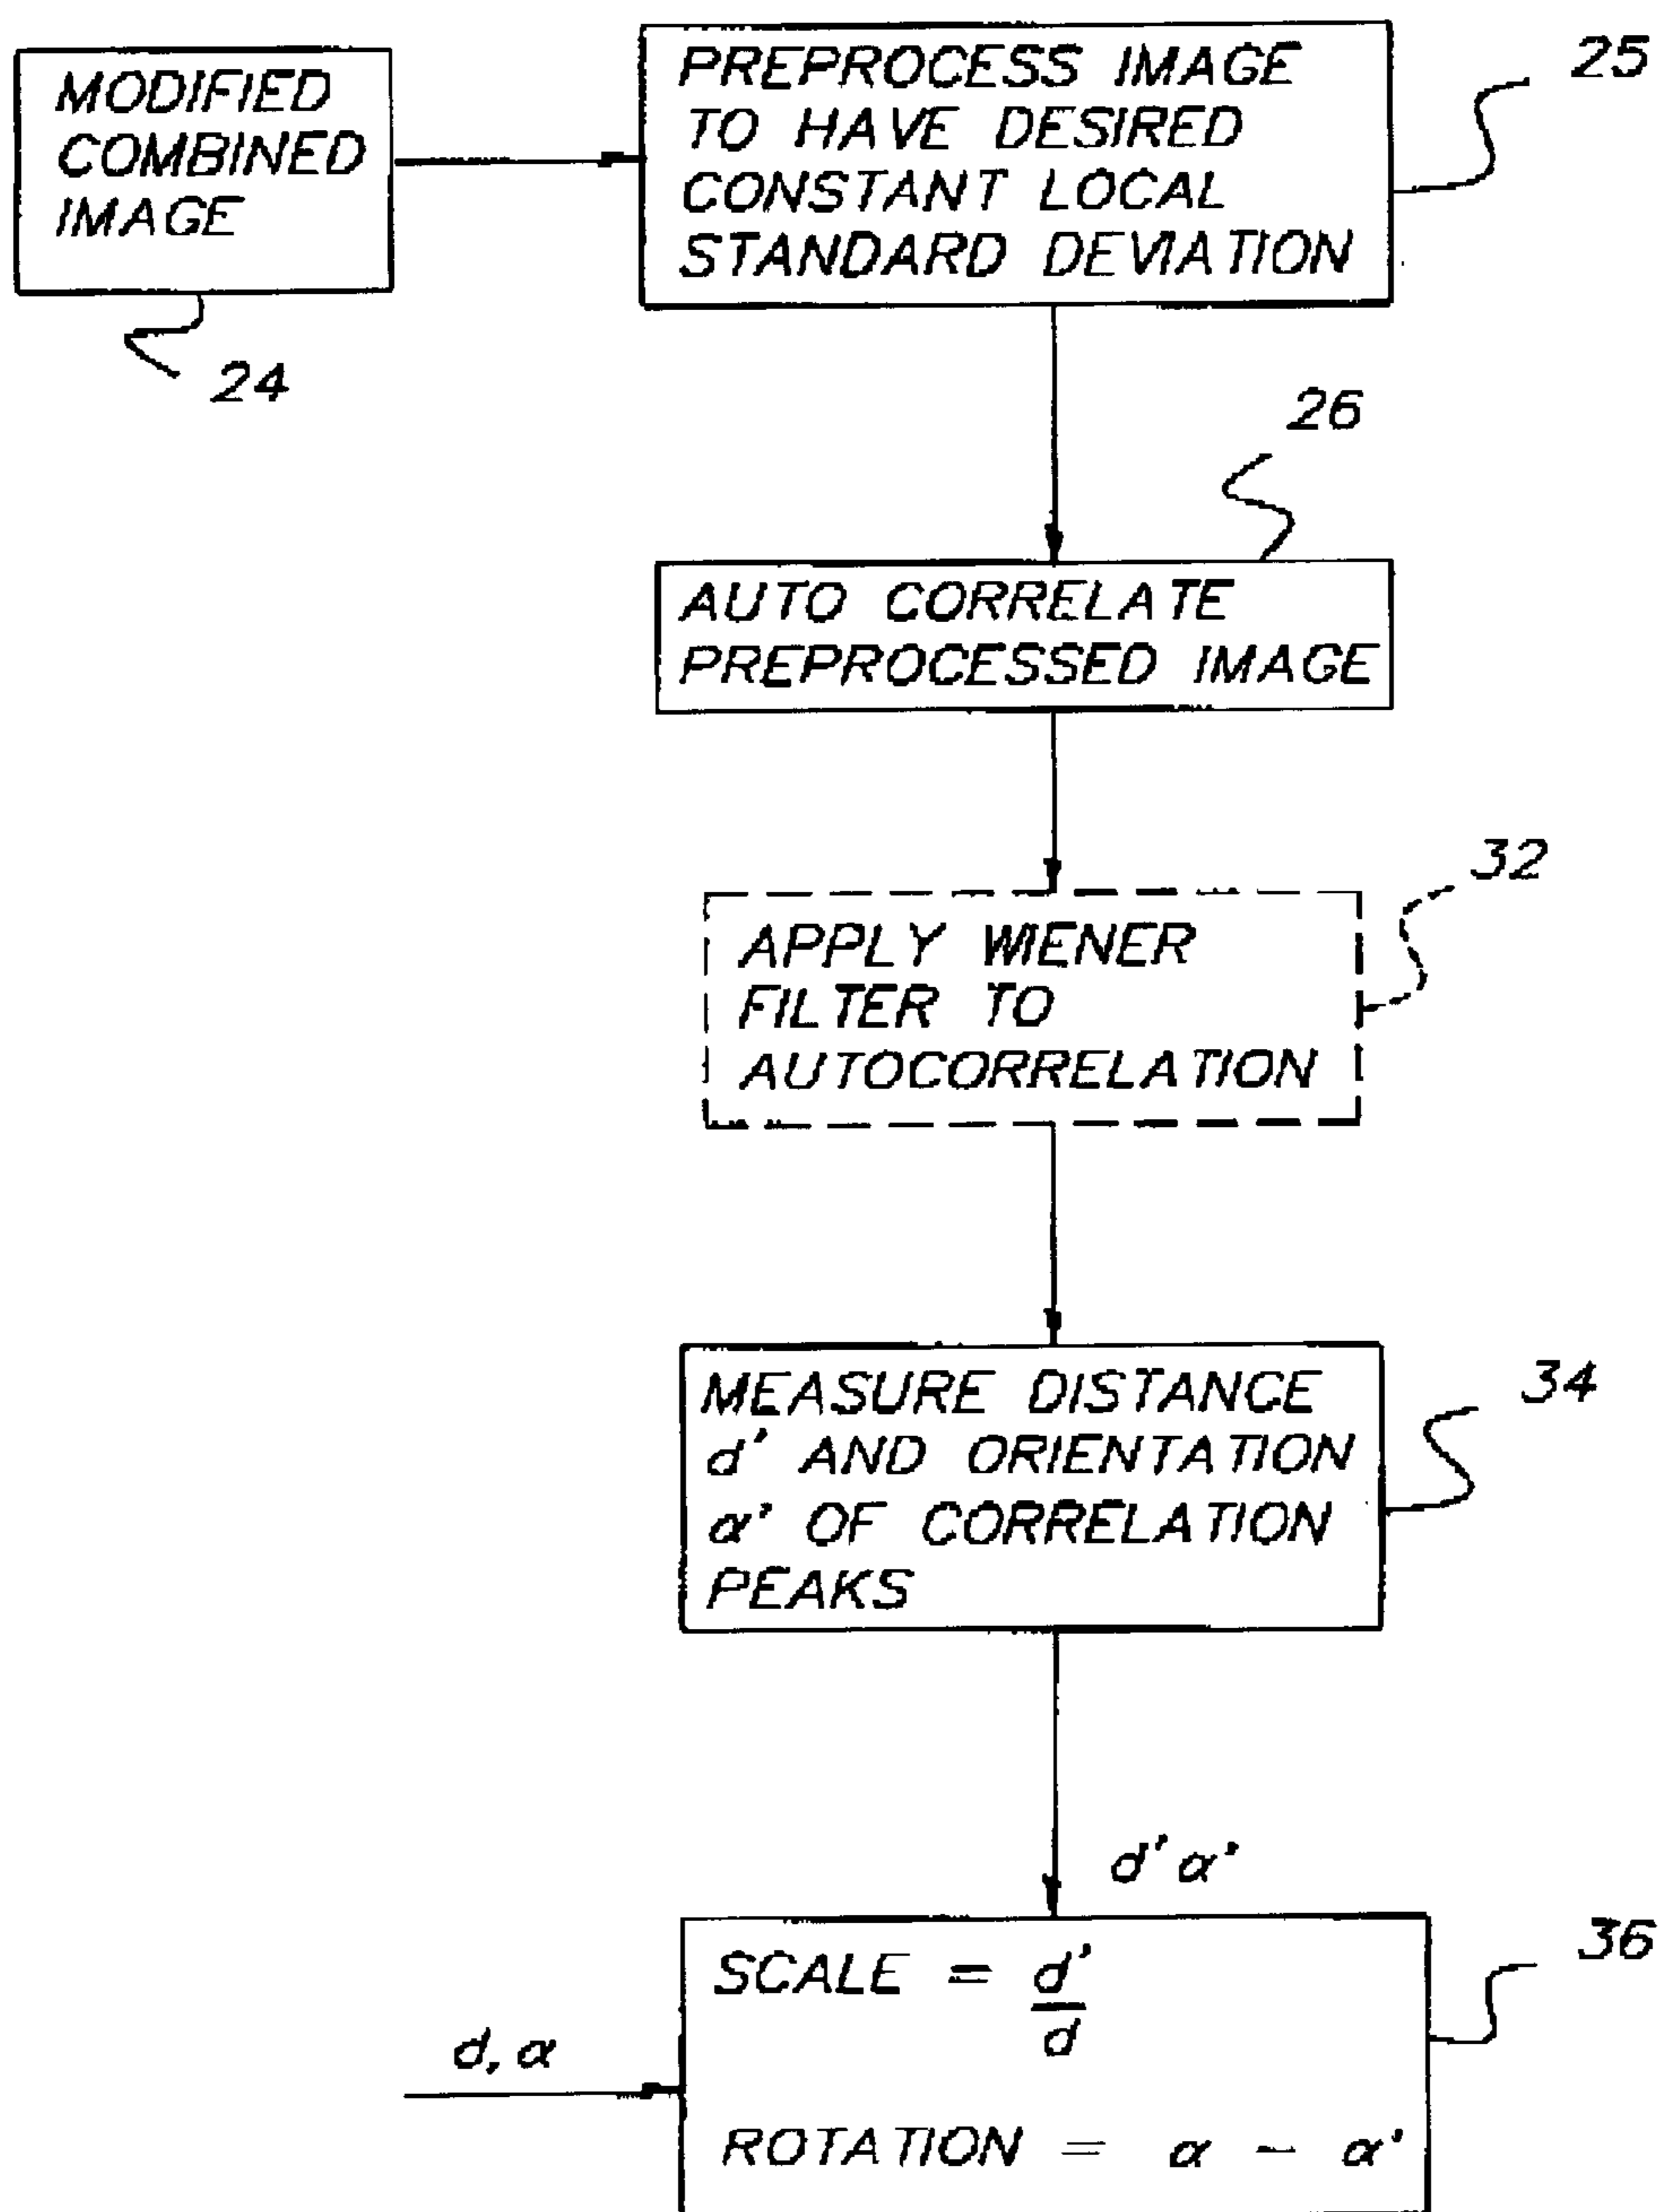 MODIFIED
COMBINED
IMAGE
24
PREPROCESS IMAGE
TO HAVE DESIRED
CONSTANT LOCAL
STANDARD DEVIATION
25
26
AUTO CORRELATE
PREPROCESSED IMAGE
32
APPLY WIENER
FILTER TO
AUTOCORRELATION
34
MEASURE DISTANCE
d' AND ORIENTATION
α' OF CORRELATION
PEAKS
d' α'
36
d, α
SCALE = d'
d
ROTATION = α - α'